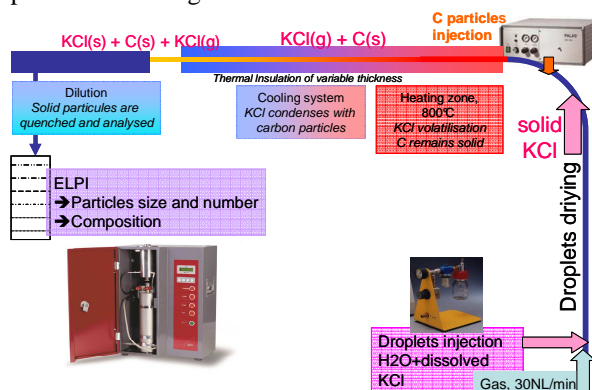 C particles
injection
KCl(s) + C(s) + KCl(g)
KCl(g) + C(s)
PALAS
Thermal Insulation of variable thickness
Dilution
Solid particules are
quenched and analysed
Cooling system
KCl condenses with
carbon particles
Heating zone,
800°C
KCl volatilisation
C remains solid
solid
KCl
Droplets driying
ELPI
➔Particles size and number
➔Composition
Droplets injection
H2O+dissolved
KCl
Gas, 30NL/min